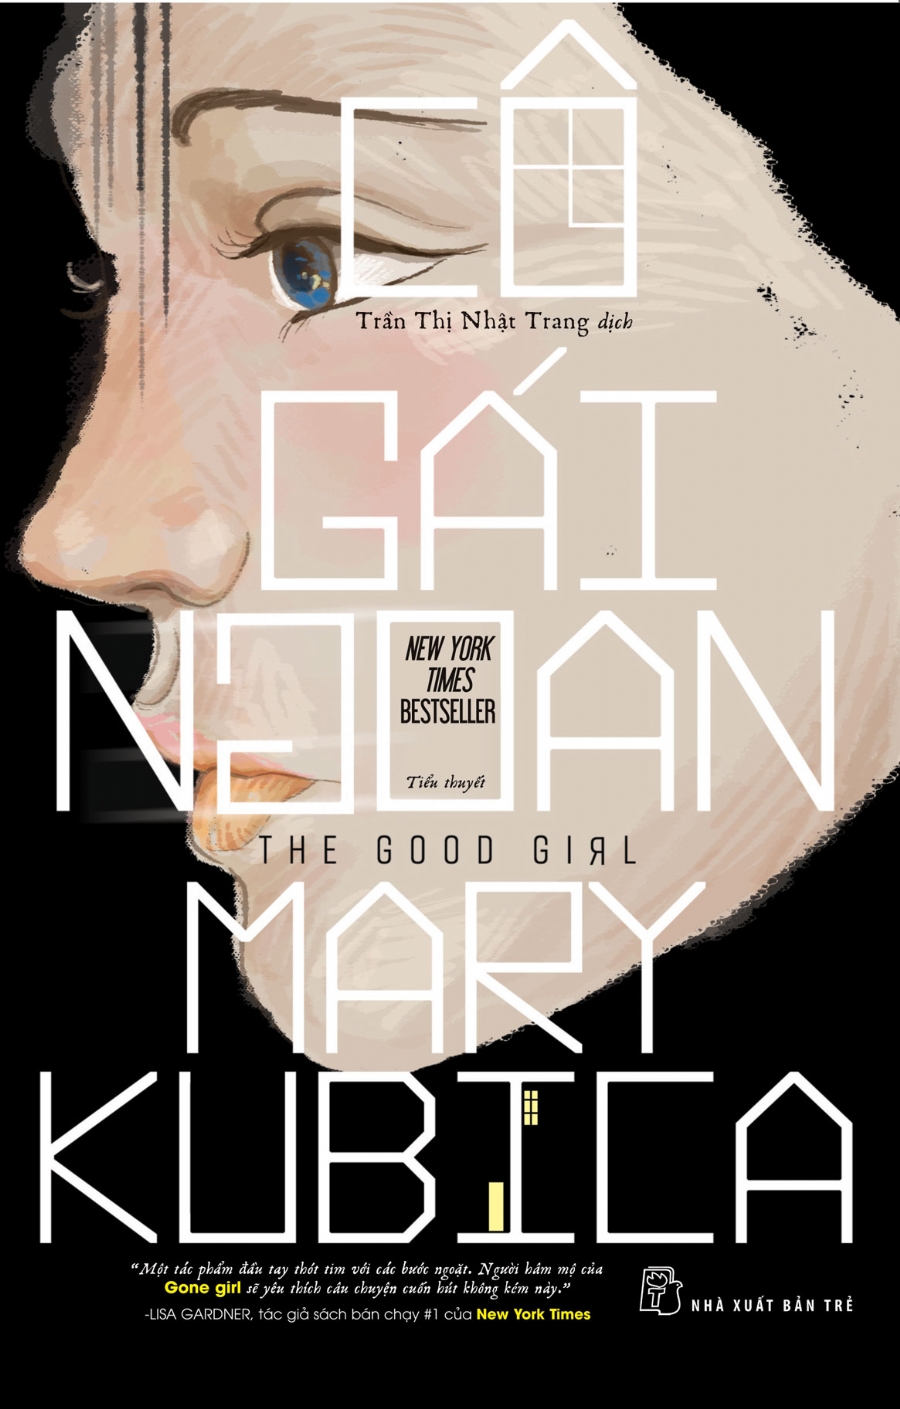 CÔ
Trần Thị Nhật Trang dịch
GÁI
NGOAN
NEW YORK
TIMES
BESTSELLER
Tiểu thuyết
THE GOOD GIRL
MARY
KUBICA
“Một tác phẩm đầu tay thót tim với các bước ngoặt. Người hâm mộ của
Gone girl sẽ yêu thích câu chuyện cuốn hút không kém này.”
-LISA GARDNER, tác giả sách bán chạy #1 của New York Times
NHÀ XUẤT BẢN TRẺ